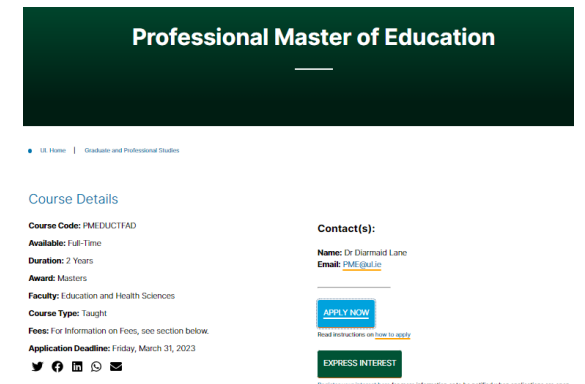 Professional Master of Education
UL Home | Graduate and Professional Studies
Course Details
Course Code: PMEDUCTFAD
Available: Full-Time
Duration: 2 Years
Award: Masters
Faculty: Education and Health Sciences
Course Type: Taught
Fees: For Information on Fees, see section below.
Application Deadline: Friday, March 31, 2023
Contact(s):
Name: Dr Diarmaid Lane
Email: PME@ul.ie
APPLY NOW
Read instructions on how to apply
EXPRESS INTEREST